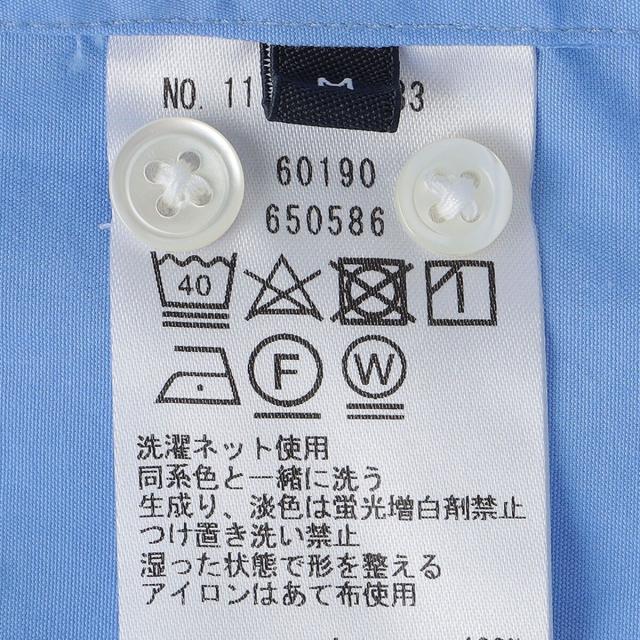 NO. 11 33
M
60190
650586
40
F W
洗濯ネット使用
同系色と一緒に洗う
生成り、淡色は蛍光増白剤禁止
つけ置き洗い禁止
湿った状態で形を整える
アイロンはあて布使用